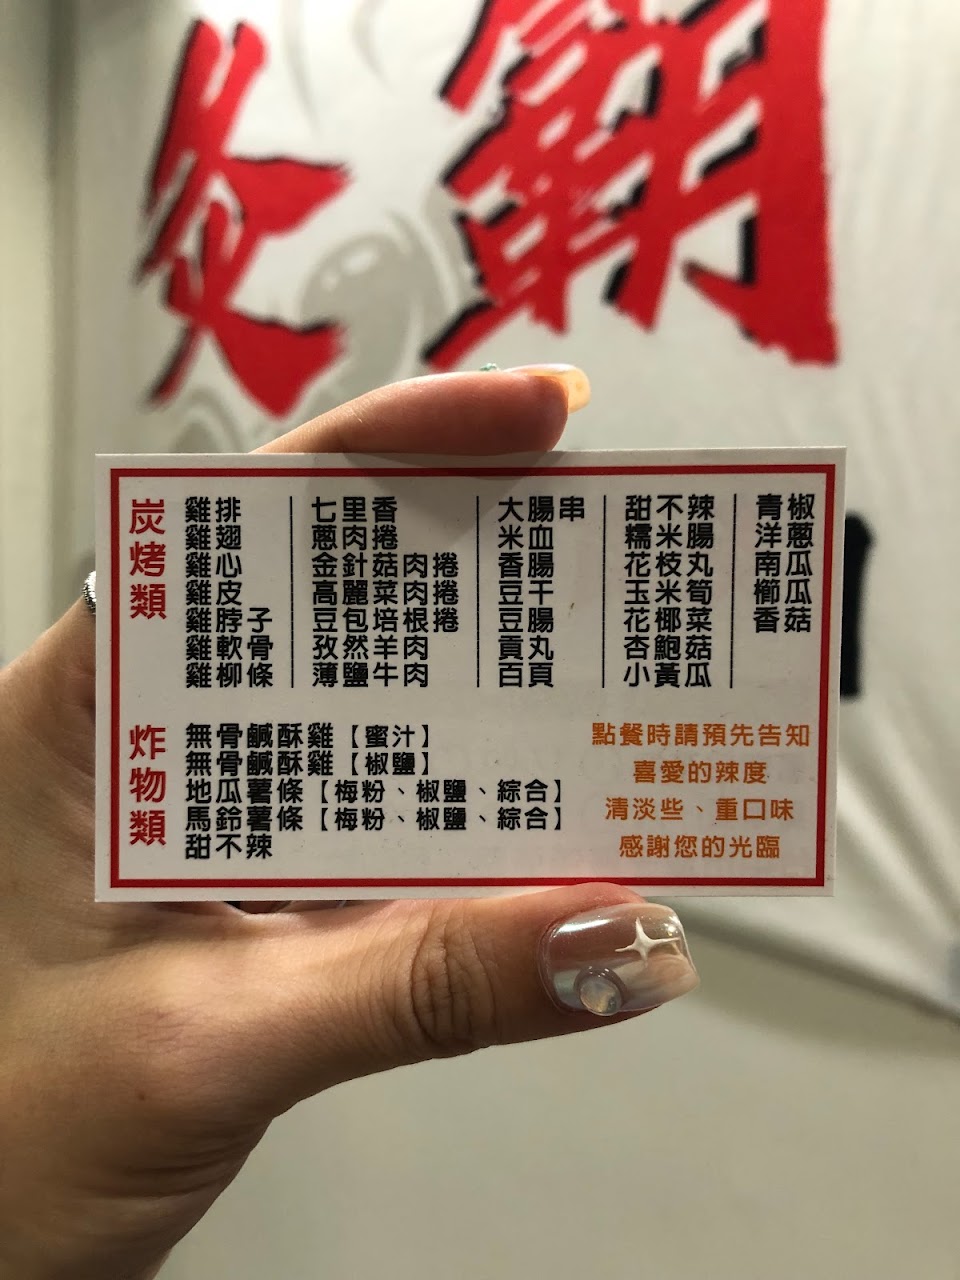 炙霸
炭烤類
雞排
雞翅
雞心
雞皮
雞脖子
雞軟骨
雞柳條
七里香
蔥肉捲
金針菇肉捲
高麗菜肉捲
豆包培根捲
孜然羊肉
薄鹽牛肉
大腸串
米血
香腸
豆干
豆腸
貢丸
百頁
甜不辣
糯米腸
花枝丸
玉米筍
花椰菜
杏鮑菇
小黃瓜
青椒
洋蔥
南瓜
櫛瓜
香菇
炸物類
無骨鹹酥雞【蜜汁】
無骨鹹酥雞【椒鹽】
地瓜薯條【梅粉、椒鹽、綜合】
馬鈴薯條【梅粉、椒鹽、綜合】
甜不辣
點餐時請預先告知
喜愛的辣度
清淡些、重口味
感謝您的光臨